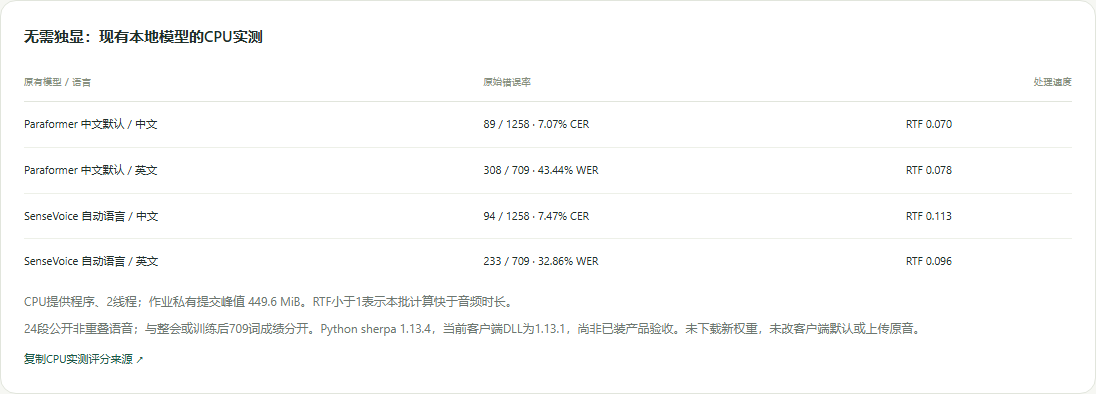 无需独显：现有本地模型的CPU实测
原有模型 / 语言 原始错误率 处理速度
Paraformer 中文默认 / 中文 89 / 1258 · 7.07% CER RTF 0.070
Paraformer 中文默认 / 英文 308 / 709 · 43.44% WER RTF 0.078
SenseVoice 自动语言 / 中文 94 / 1258 · 7.47% CER RTF 0.113
SenseVoice 自动语言 / 英文 233 / 709 · 32.86% WER RTF 0.096
CPU提供程序、2线程；作业私有提交峰值 449.6 MiB。RTF小于1表示本批计算快于音频时长。
24段公开非重叠语音；与整会或训练后709词成绩分开。Python sherpa 1.13.4，当前客户端DLL为1.13.1，尚非已装产品验收。未下载新权重，未改客户端默认或上传原音。
复制CPU实测评分来源 ↗